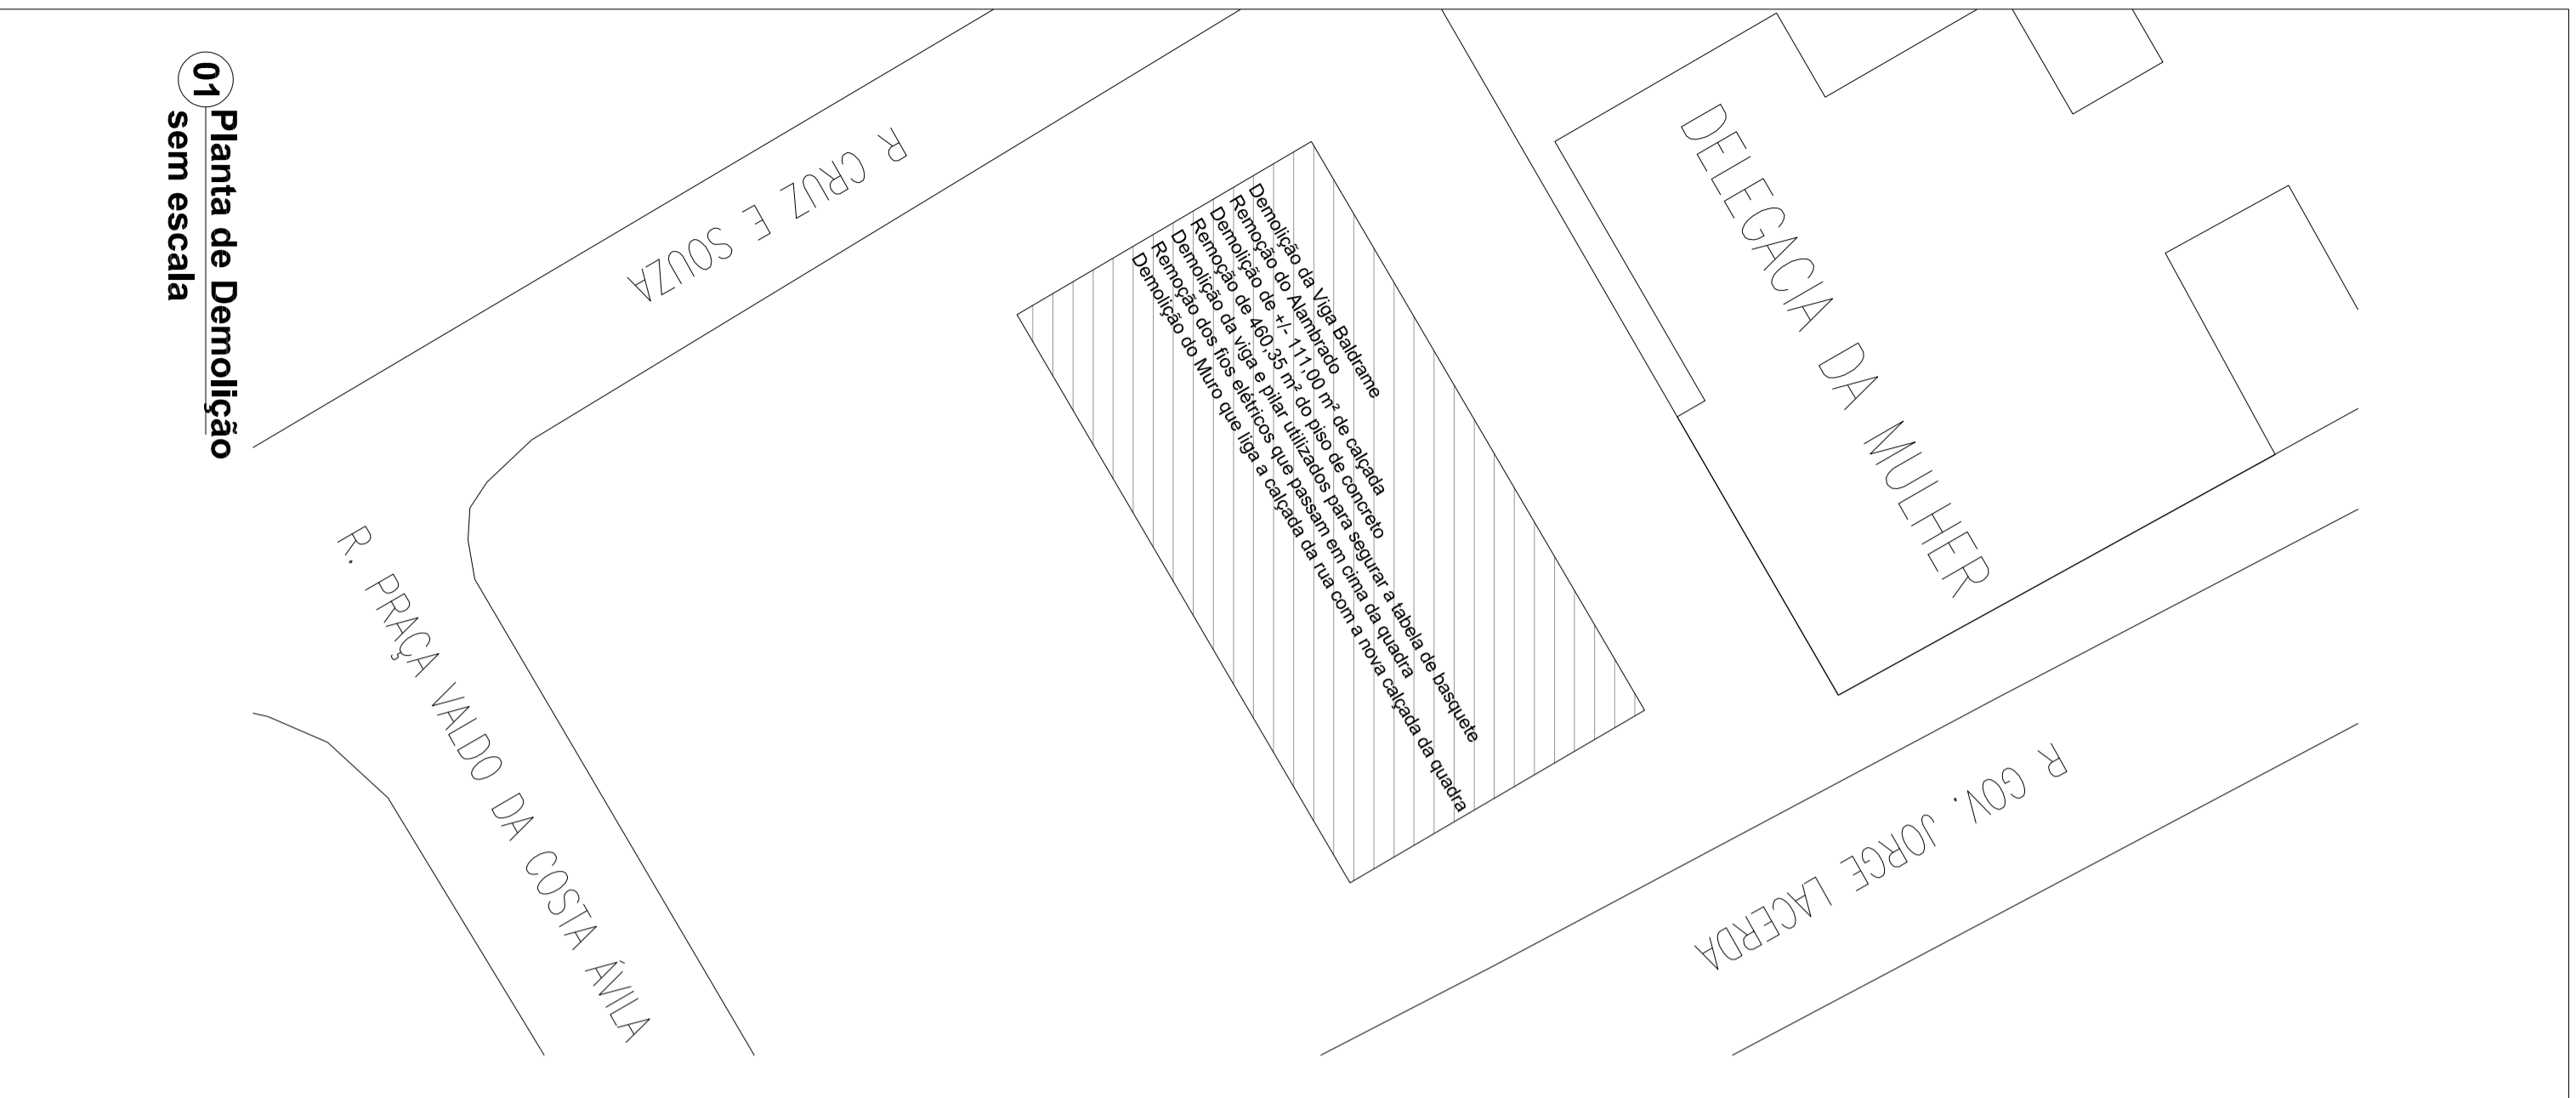 01
Planta de Demolição
sem escala
R CRUZ E SOUZA
R. PRAÇA VALDO DA COSTA ÁVILA
Demolição da Viga Baldrame
Remoção do Alambrado
Demolição de +/- 111,00 m² de calçada
Remoção de 460,35 m² do piso de concreto
Demolição da viga e pilar utilizados para segurar a tabela de basquete
Remoção dos fios elétricos que passam em cima da quadra
Demolição do Muro que liga a calçada da rua com a nova calçada da quadra
DELEGACIA DA MULHER
R GOV. JORGE LACERDA